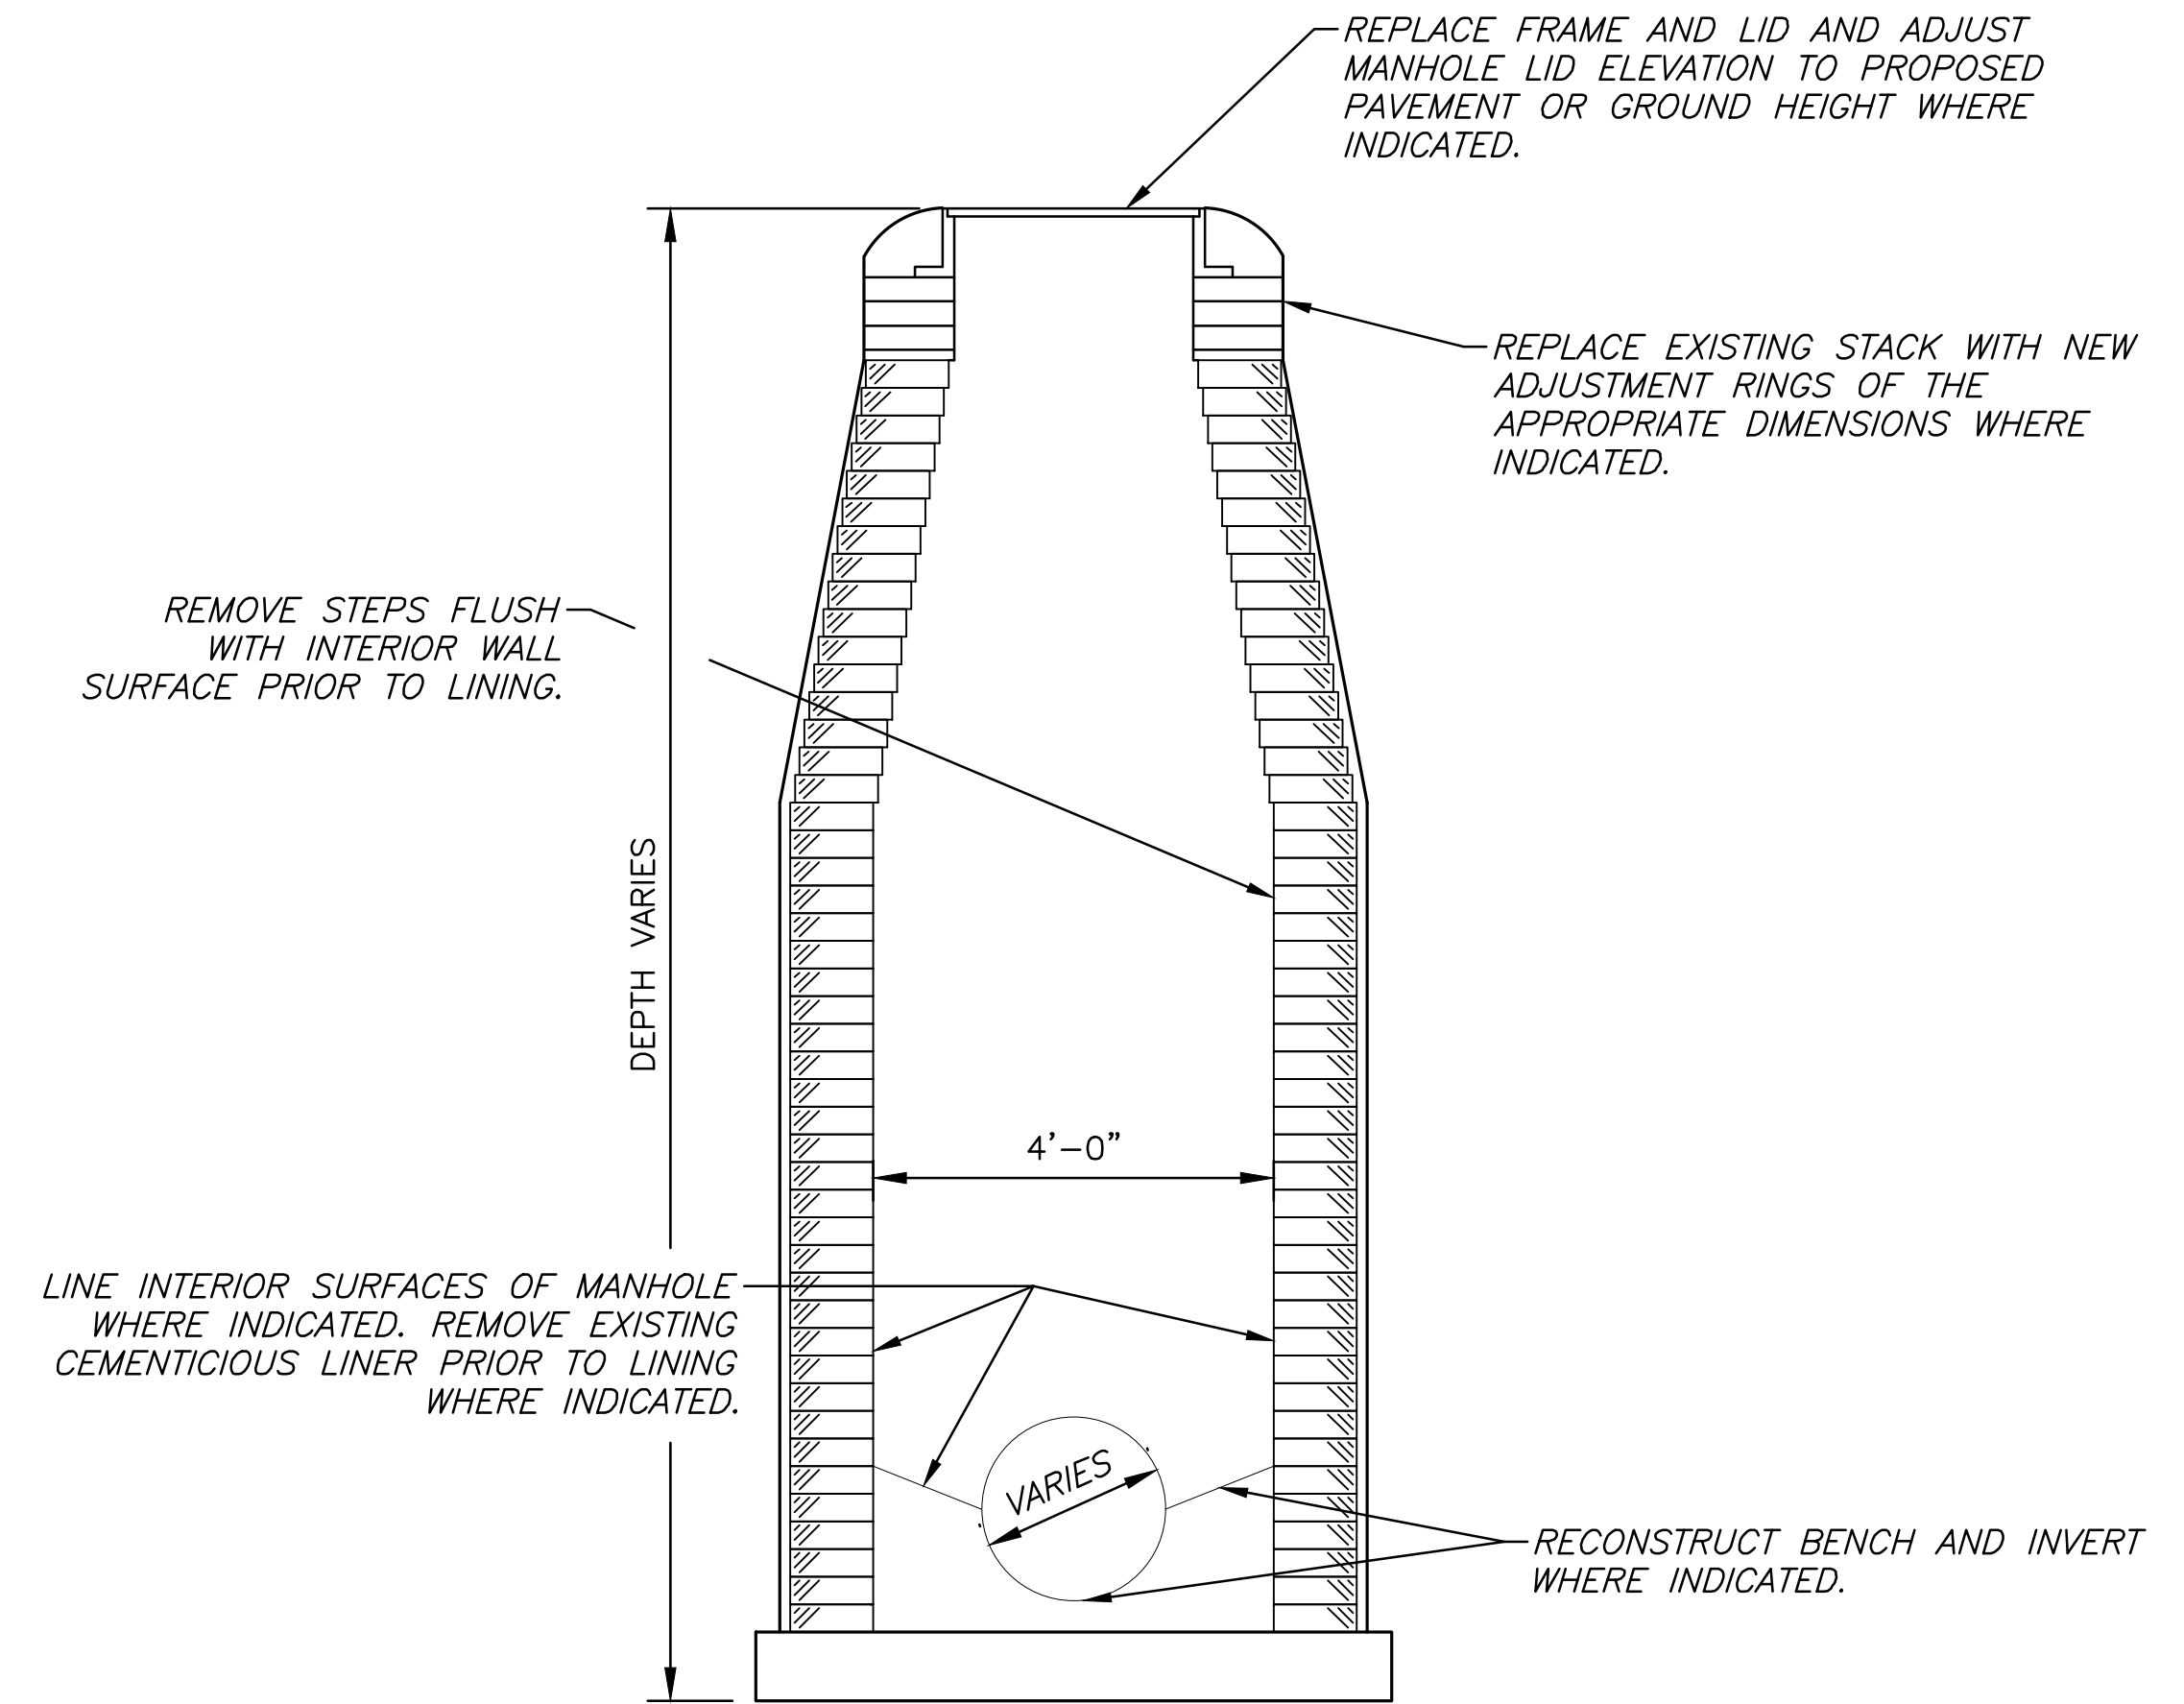 REPLACE FRAME AND LID AND ADJUST
MANHOLE LID ELEVATION TO PROPOSED
PAVEMENT OR GROUND HEIGHT WHERE
INDICATED.
REPLACE EXISTING STACK WITH NEW
ADJUSTMENT RINGS OF THE
APPROPRIATE DIMENSIONS WHERE
INDICATED.
REMOVE STEPS FLUSH
WITH INTERIOR WALL
SURFACE PRIOR TO LINING.
DEPTH VARIES
4'-0"
LINE INTERIOR SURFACES OF MANHOLE
WHERE INDICATED. REMOVE EXISTING
CEMENTICIOUS LINER PRIOR TO LINING
WHERE INDICATED.
VARIES
RECONSTRUCT BENCH AND INVERT
WHERE INDICATED.